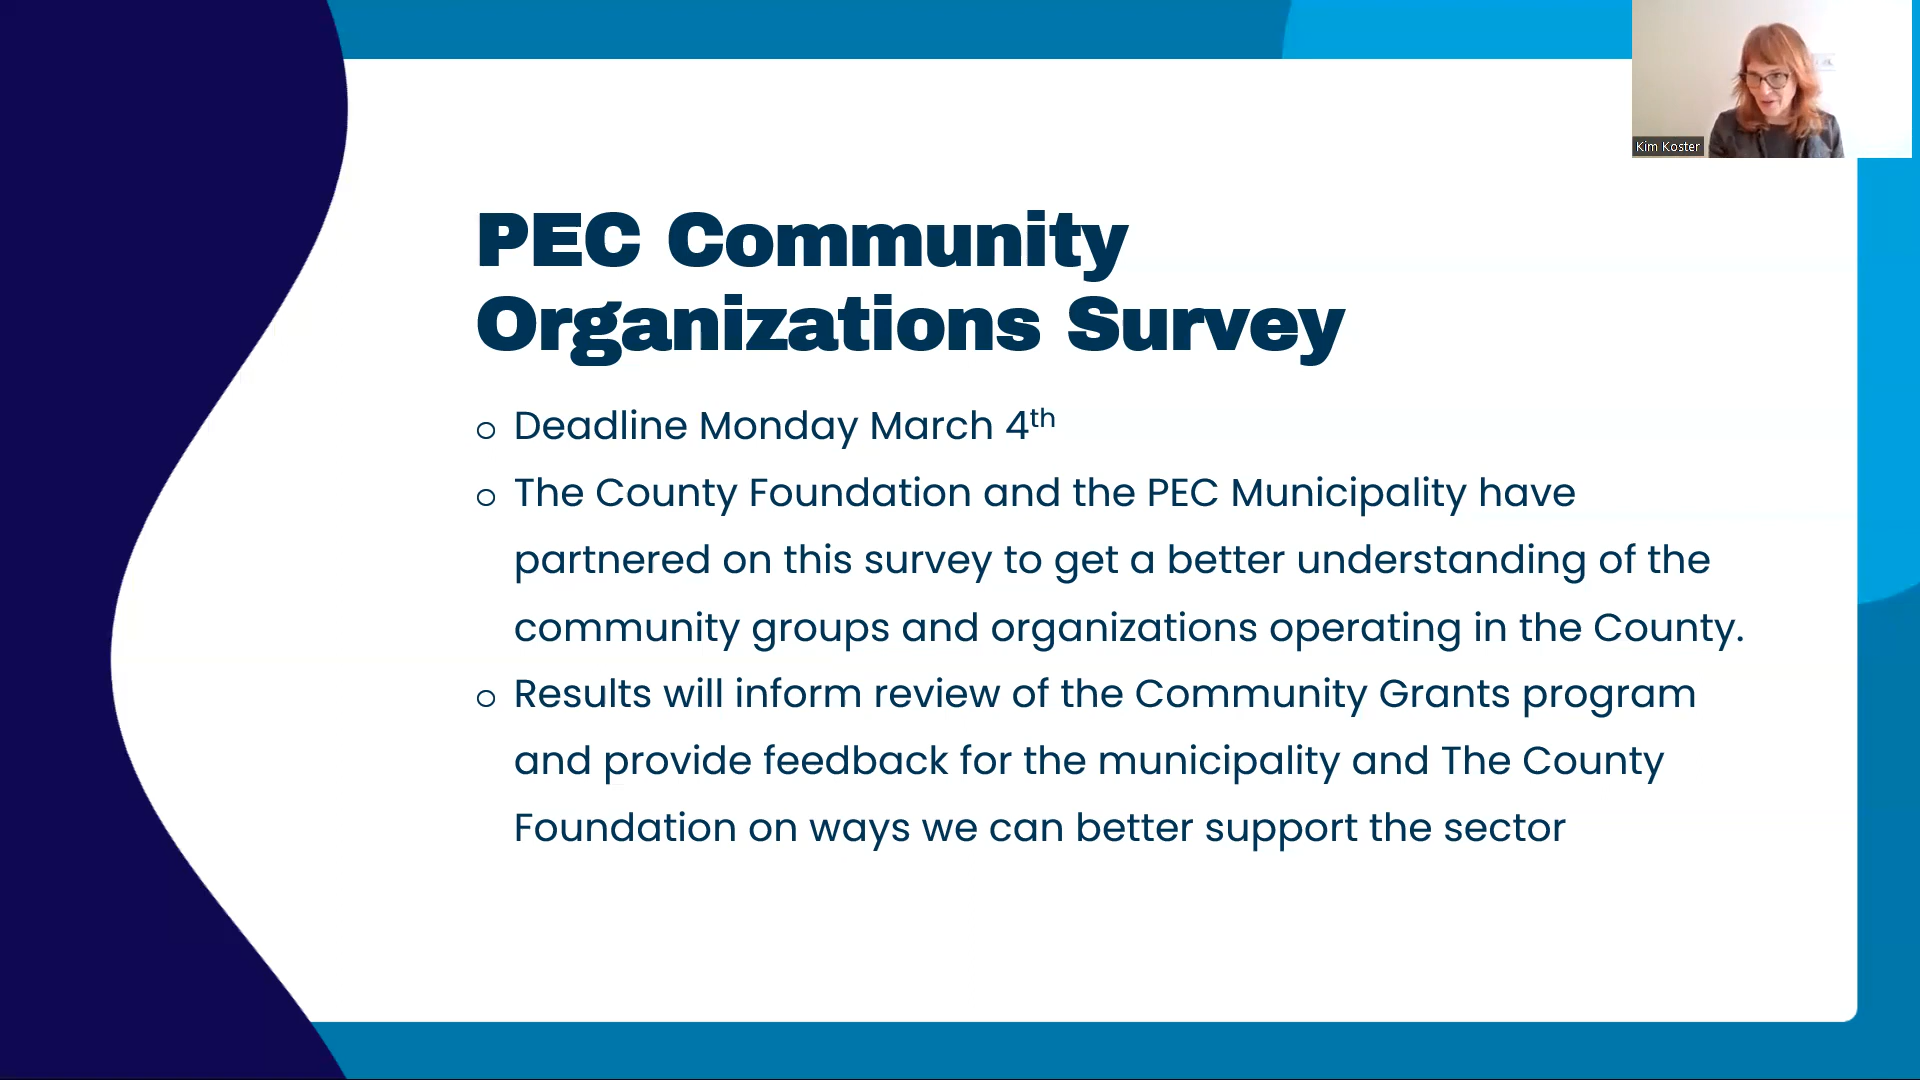 Kim Koster
PEC Community
Organizations Survey
o Deadline Monday March 4th
o The County Foundation and the PEC Municipality have
partnered on this survey to get a better understanding of the
community groups and organizations operating in the County.
o Results will inform review of the Community Grants program
and provide feedback for the municipality and The County
Foundation on ways we can better support the sector